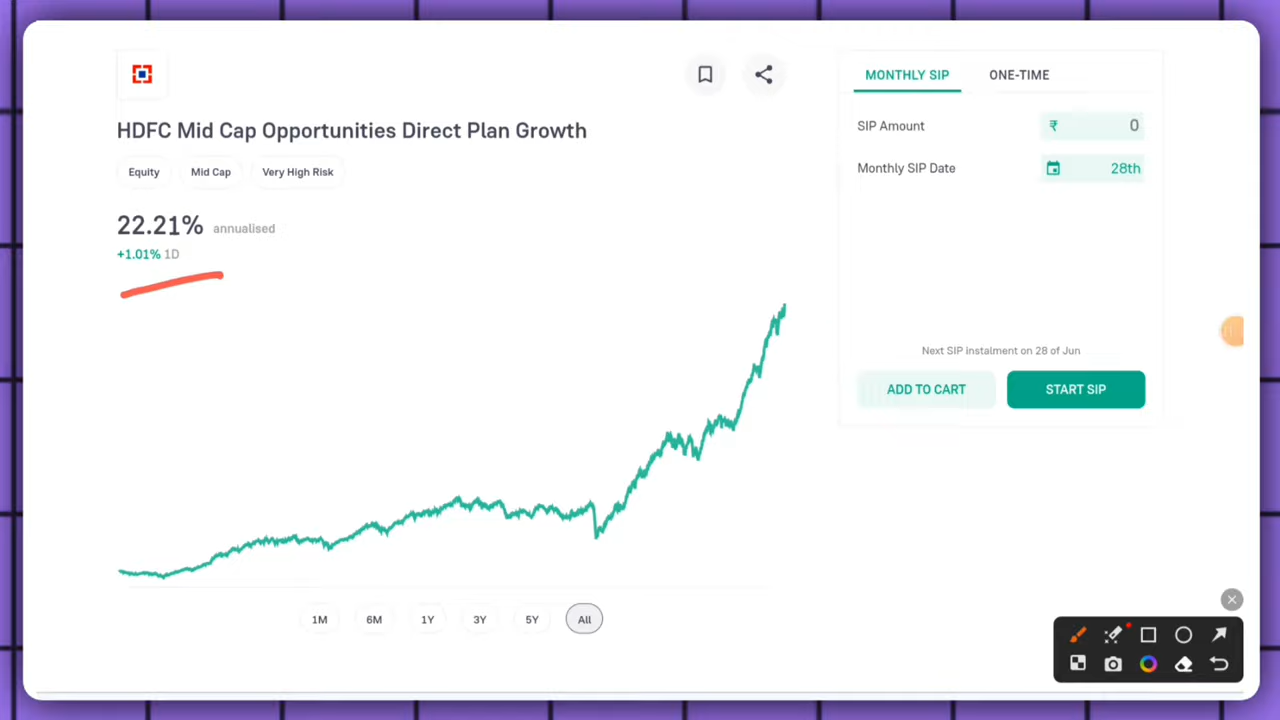 HDFC Mid Cap Opportunities Direct Plan Growth
Equity Mid Cap Very High Risk
22.21% annualised
+1.01% 1D
1M 6M 1Y 3Y 5Y All
MONTHLY SIP ONE-TIME
SIP Amount ₹ 0
Monthly SIP Date 28th
Next SIP instalment on 28 of Jun
ADD TO CART START SIP